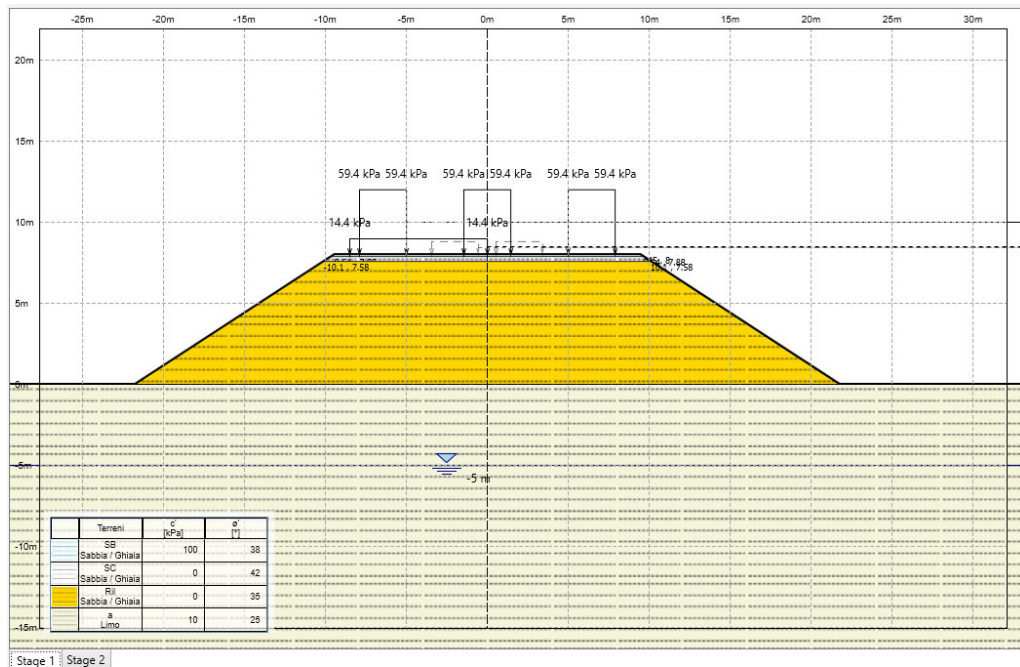 -25m -20m -15m -10m -5m 0m 5m 10m 15m 20m 25m 30m
20m
15m
59.4 kPa 59.4 kPa 59.4 kPa 59.4 kPa 59.4 kPa 59.4 kPa
10m
14.4 kPa 14.4 kPa
-10.1 , 7.58
5m
0m
-5m
-5 m
Terreni c' [kPa] ø' [°]
SB
Sabbia / Ghiaia 100 38
-10m
SC
Sabbia / Ghiaia 0 42
Ril
Sabbia / Ghiaia 0 35
a
Limo 10 25
-15m
Stage 1 Stage 2